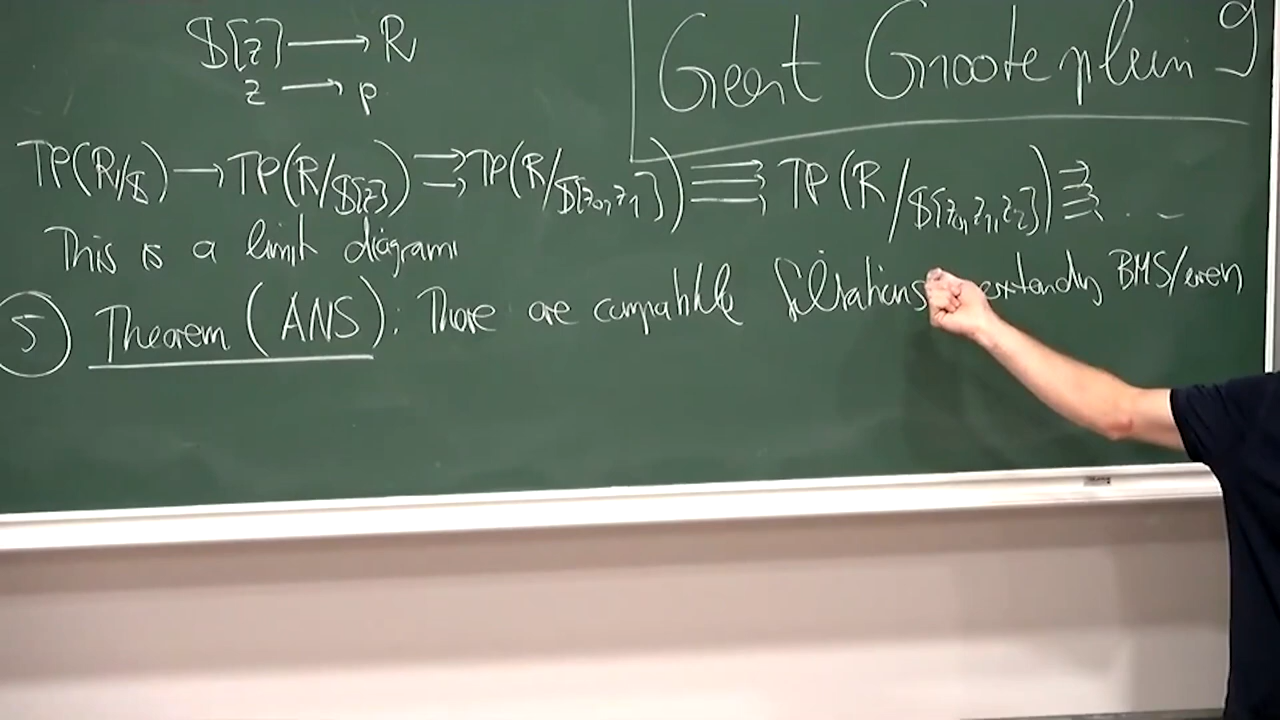 $[z] ⟶ R
z ⟶ p
Geert Grooteplein 9
TP(R/$) → TP(R/$[z]) ⇉ TP(R/$[z₀,z₁]) ⇶ TP(R/$[z₀,z₁,z₂]) ...
This is a limit diagram
5 Theorem (ANS): There are compatible filtrations extending BMS/even